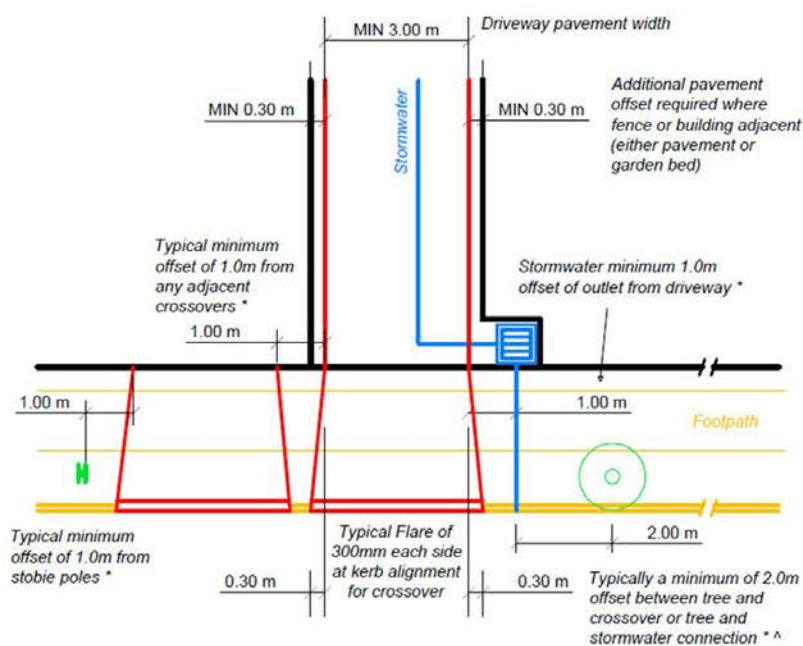 MIN 3.00 m
Driveway pavement width
MIN 0.30 m
MIN 0.30 m
Additional pavement
offset required where
fence or building adjacent
(either pavement or
garden bed)
Stormwater
Typical minimum
offset of 1.0m from
any adjacent
crossovers *
Stormwater minimum 1.0m
offset of outlet from driveway *
1.00 m
1.00 m
1.00 m
Footpath
Typical minimum
offset of 1.0m from
stobie poles *
Typical Flare of
300mm each side
at kerb alignment
for crossover
2.00 m
0.30 m
0.30 m
Typically a minimum of 2.0m
offset between tree and
crossover or tree and
stormwater connection * ^